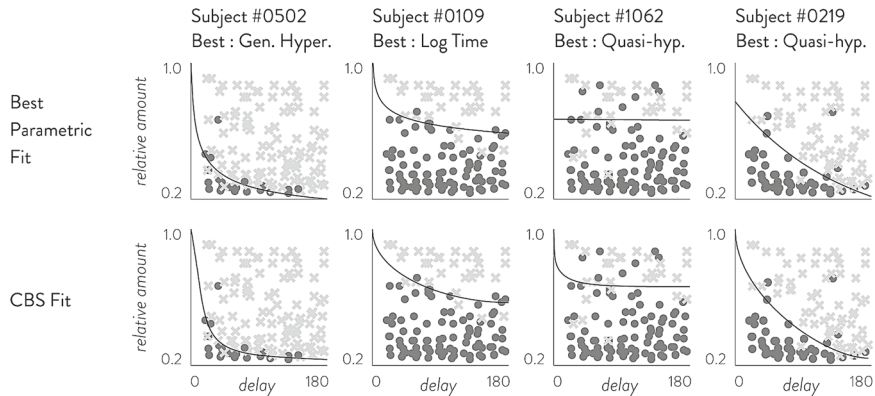 Subject #0502
Best : Gen. Hyper.
Subject #0109
Best : Log Time
Subject #1062
Best : Quasi-hyp.
Subject #0219
Best : Quasi-hyp.
Best
Parametric
Fit
relative amount
1.0
0.2
1.0
0.2
1.0
0.2
1.0
0.2
CBS Fit
relative amount
1.0
0.2
1.0
0.2
1.0
0.2
1.0
0.2
0 delay 180
0 delay 180
0 delay 180
0 delay 180